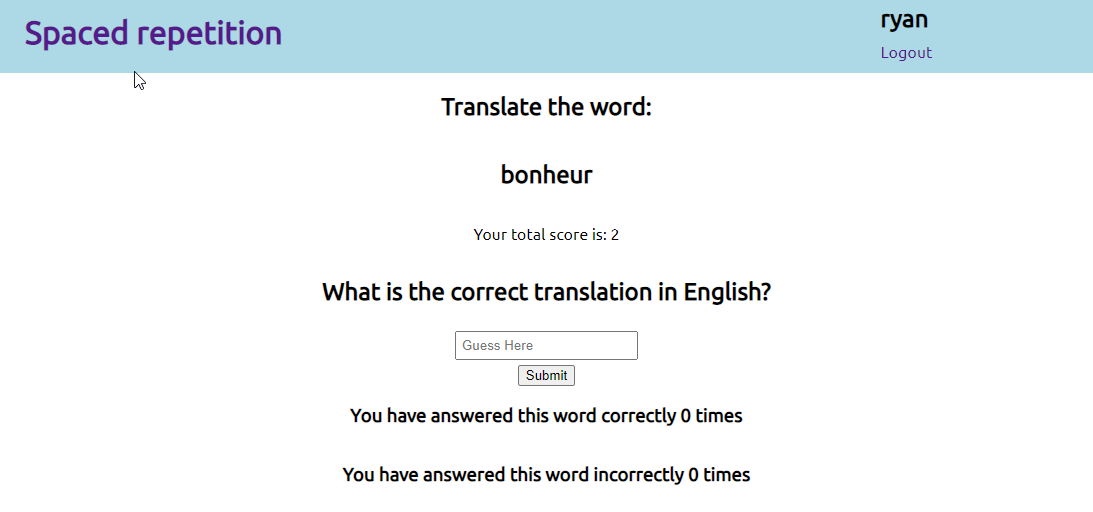 Spaced repetition
ryan
Logout
Translate the word:
bonheur
Your total score is: 2
What is the correct translation in English?
Guess Here
Submit
You have answered this word correctly 0 times
You have answered this word incorrectly 0 times